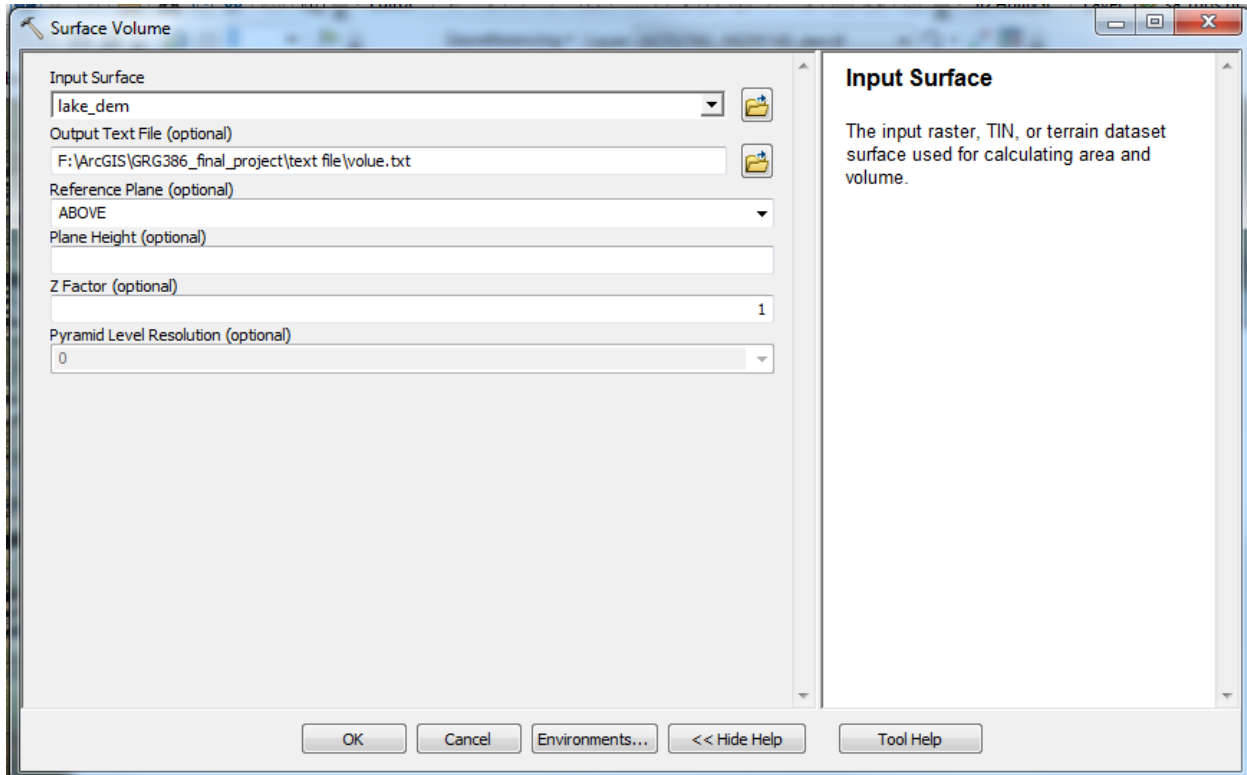 Surface Volume
Input Surface
lake_dem
Output Text File (optional)
F:\ArcGIS\GRG386_final_project\text file\volue.txt
Reference Plane (optional)
ABOVE
Plane Height (optional)
Z Factor (optional)
1
Pyramid Level Resolution (optional)
0
Input Surface
The input raster, TIN, or terrain dataset
surface used for calculating area and
volume.
OK
Cancel
Environments...
<< Hide Help
Tool Help